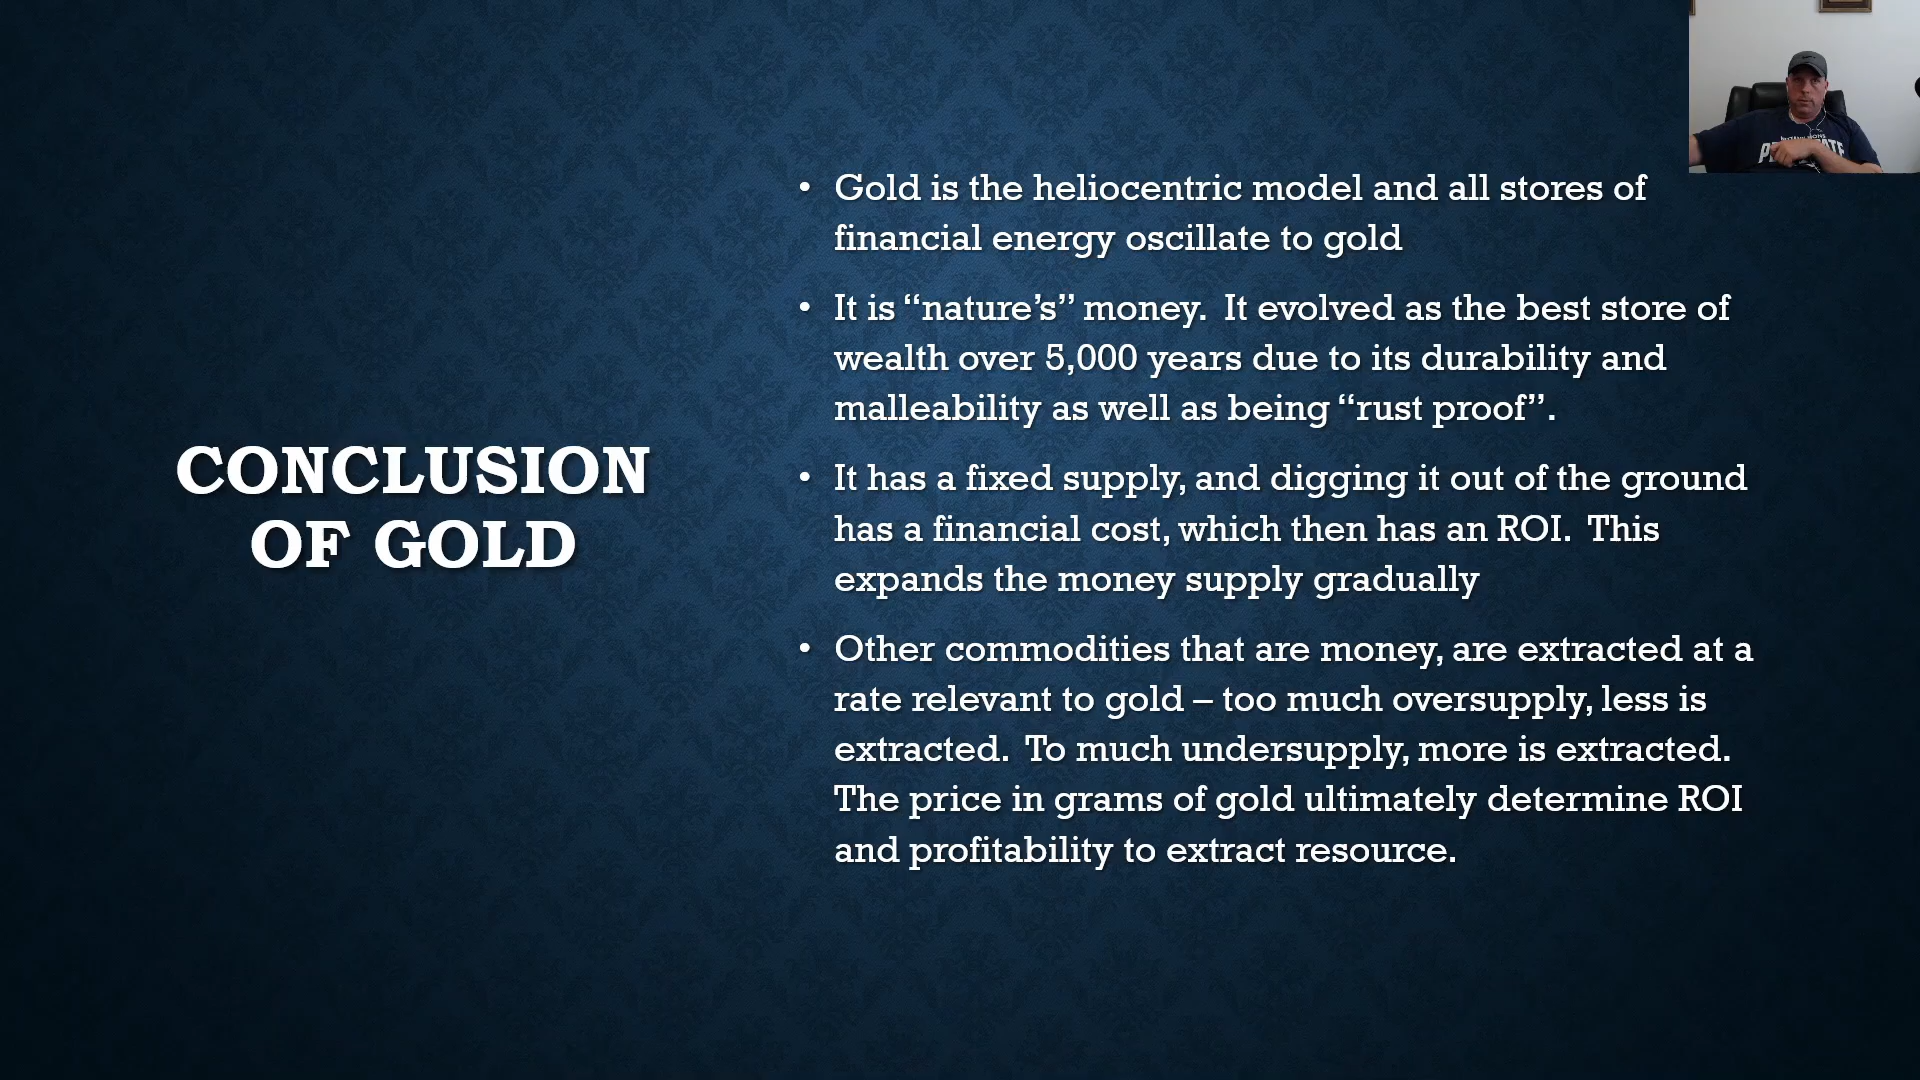 CONCLUSION
OF GOLD
• Gold is the heliocentric model and all stores of
financial energy oscillate to gold
• It is “nature’s” money.  It evolved as the best store of
wealth over 5,000 years due to its durability and
malleability as well as being “rust proof”.
• It has a fixed supply, and digging it out of the ground
has a financial cost, which then has an ROI.  This
expands the money supply gradually
• Other commodities that are money, are extracted at a
rate relevant to gold – too much oversupply, less is
extracted.  To much undersupply, more is extracted.
The price in grams of gold ultimately determine ROI
and profitability to extract resource.